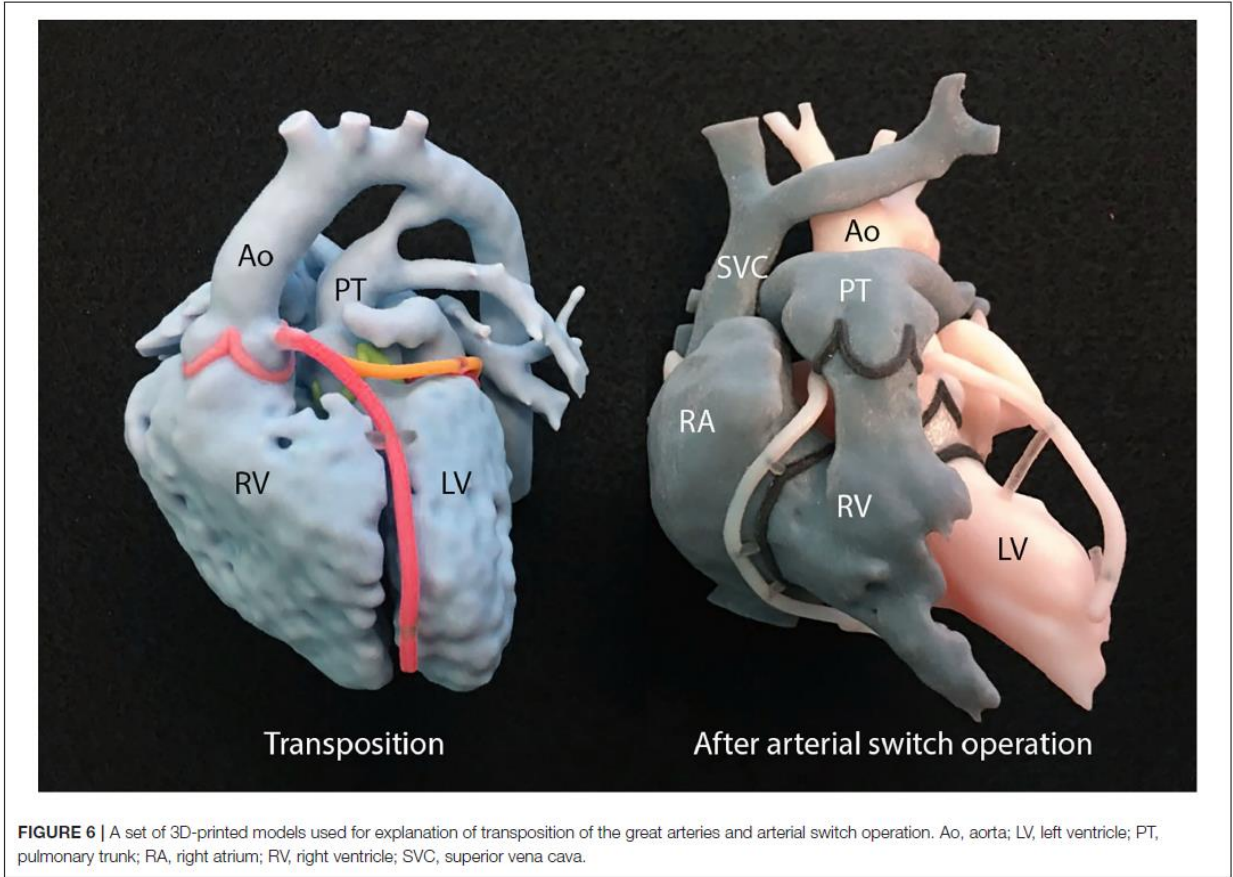 Ao
PT
RV
LV
Transposition
Ao
SVC
PT
RA
RV
LV
After arterial switch operation
FIGURE 6 | A set of 3D-printed models used for explanation of transposition of the great arteries and arterial switch operation. Ao, aorta; LV, left ventricle; PT,
pulmonary trunk; RA, right atrium; RV, right ventricle; SVC, superior vena cava.